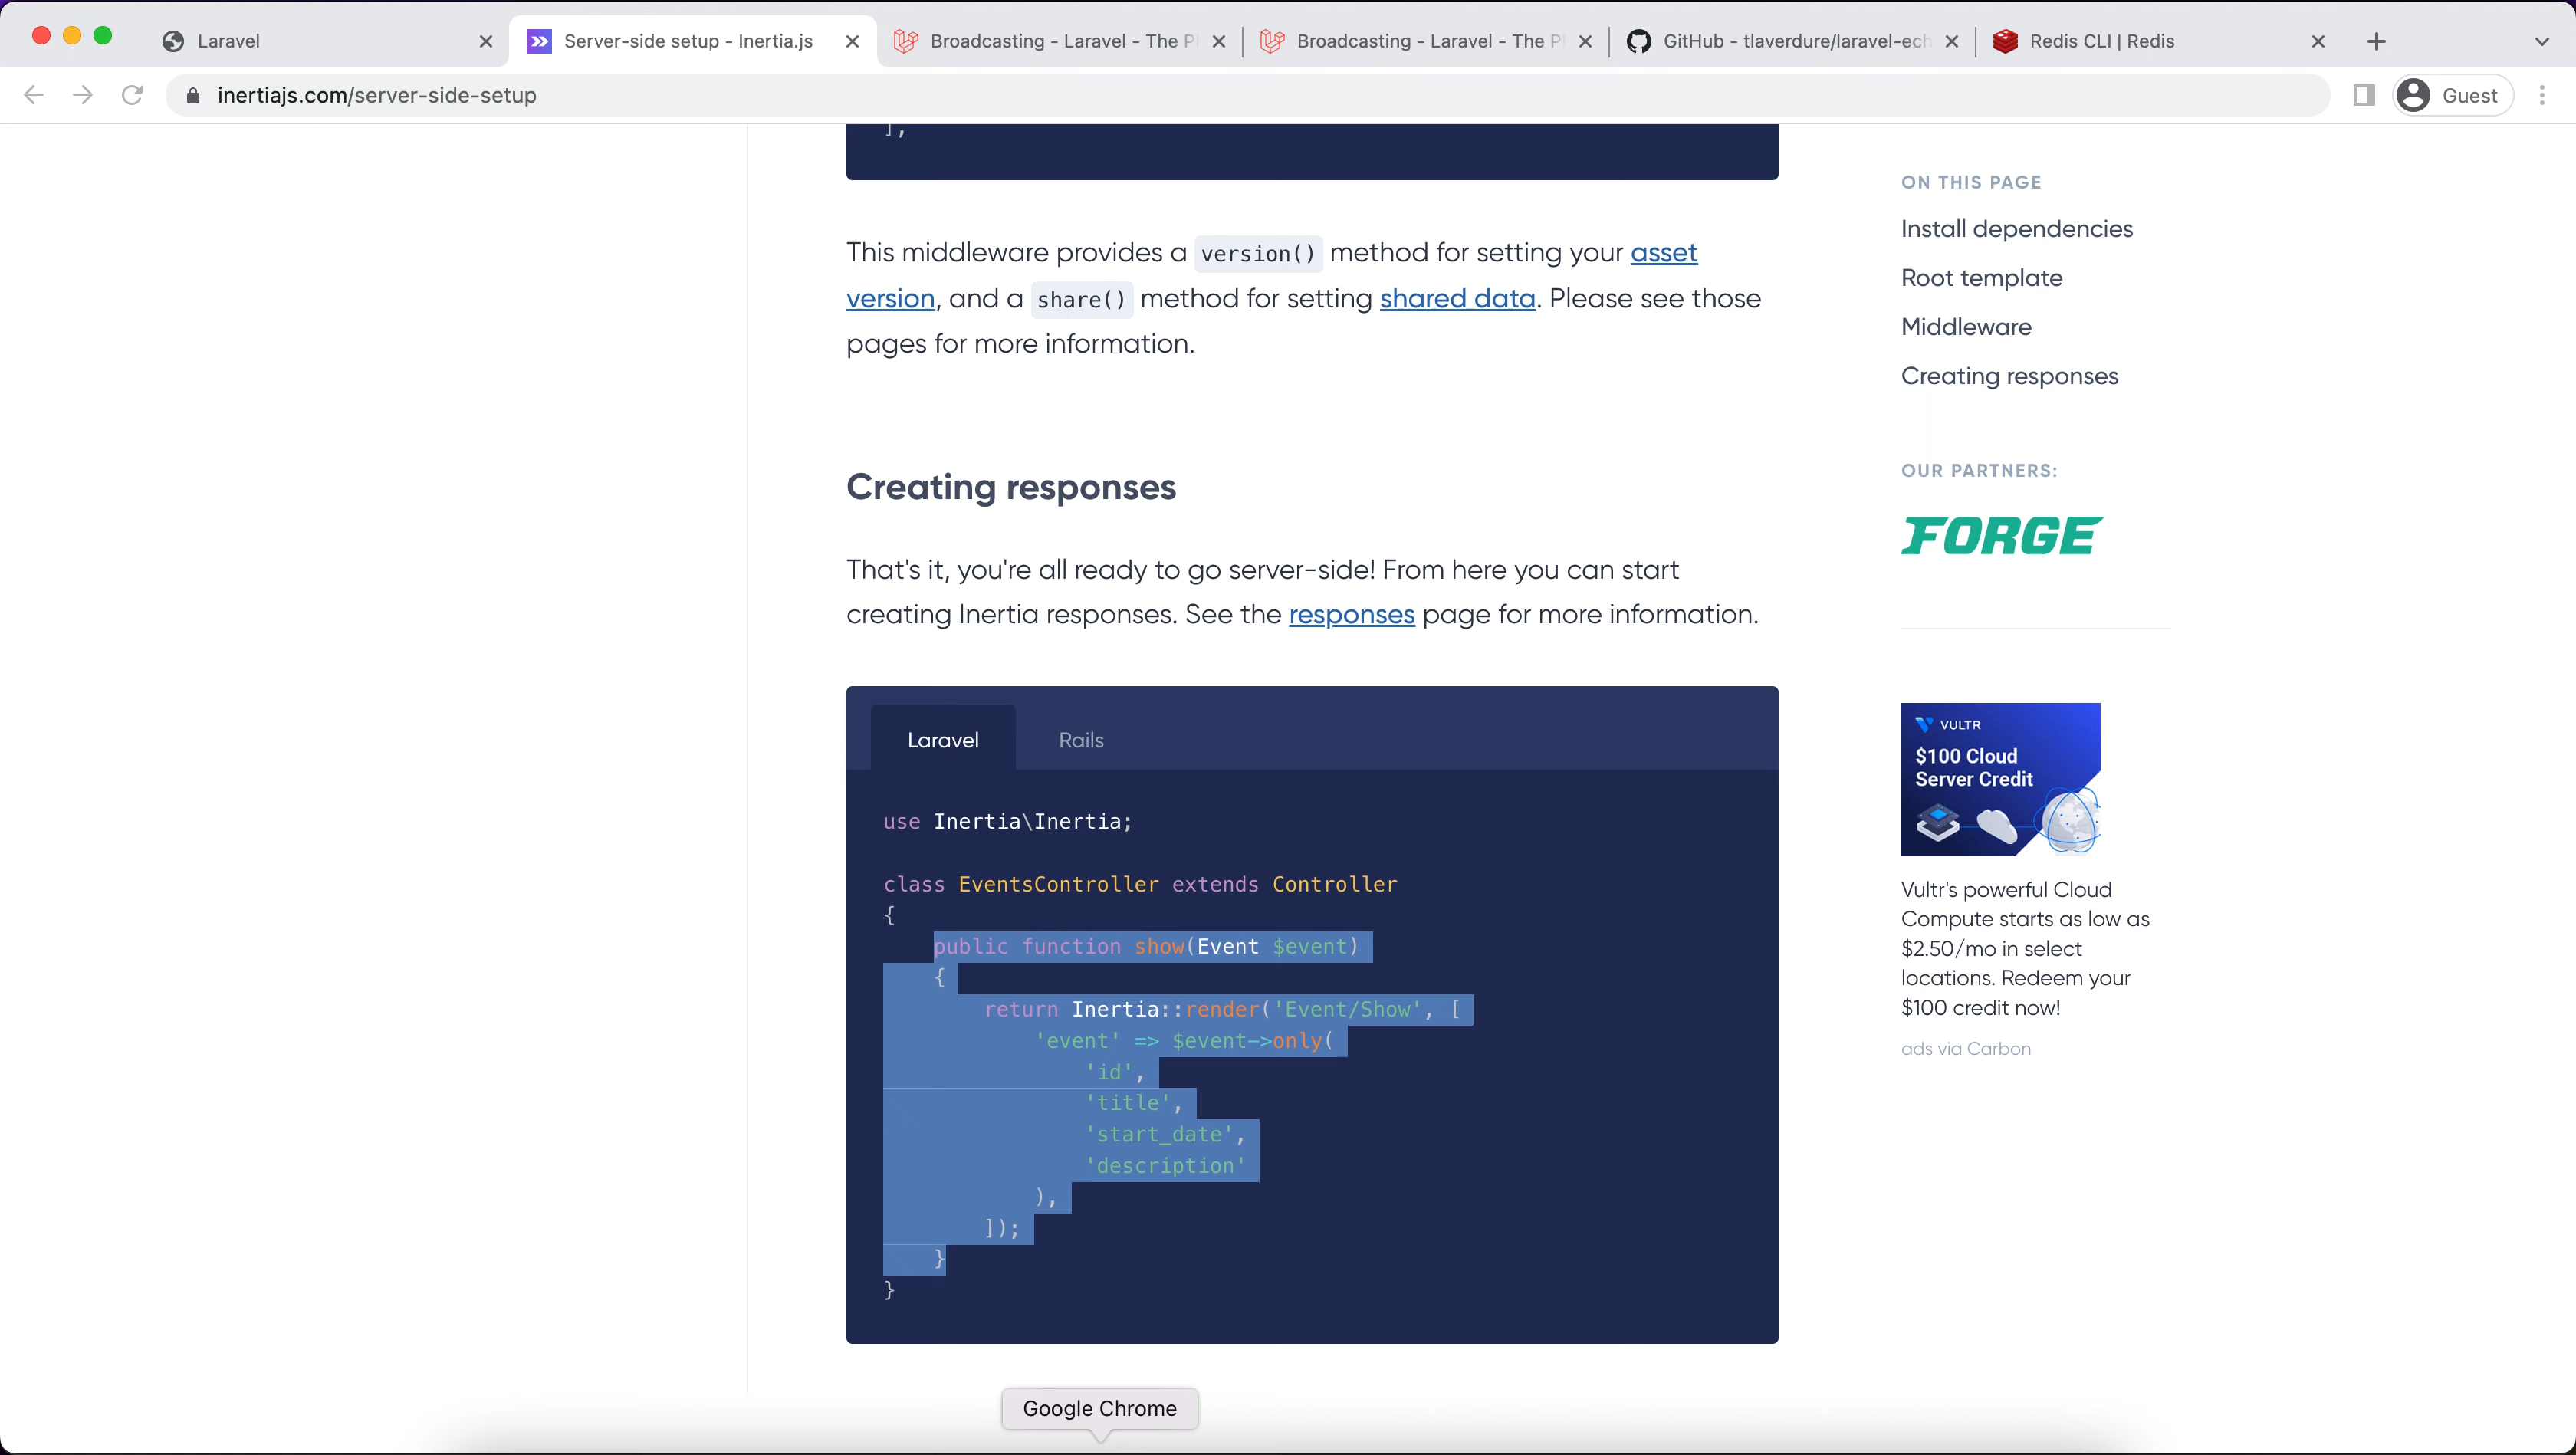 Laravel
Server-side setup - Inertia.js
Broadcasting - Laravel - The P
Broadcasting - Laravel - The P
GitHub - tlaverdure/laravel-ech
Redis CLI | Redis
inertiajs.com/server-side-setup
Guest
],
This middleware provides a version() method for setting your asset
version, and a share() method for setting shared data. Please see those
pages for more information.
Creating responses
That's it, you're all ready to go server-side! From here you can start
creating Inertia responses. See the responses page for more information.
Laravel
Rails
use Inertia\Inertia;
class EventsController extends Controller
{
    public function show(Event $event)
    {
        return Inertia::render('Event/Show', [
            'event' => $event->only(
                'id',
                'title',
                'start_date',
                'description'
            ),
        ]);
    }
}
ON THIS PAGE
Install dependencies
Root template
Middleware
Creating responses
OUR PARTNERS:
FORGE
VULTR
$100 Cloud
Server Credit
Vultr's powerful Cloud
Compute starts as low as
$2.50/mo in select
locations. Redeem your
$100 credit now!
ads via Carbon
Google Chrome